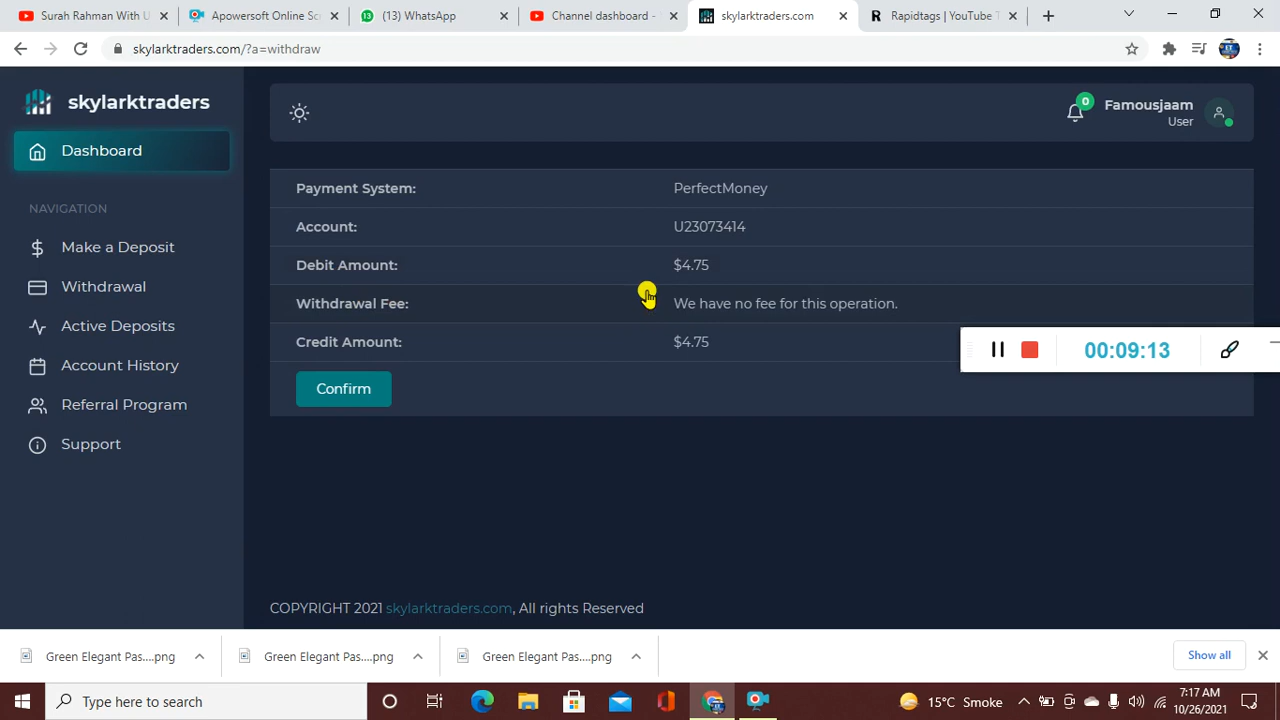 Surah Rahman With U
Apowersoft Online Scr
(13) WhatsApp
Channel dashboard -
skylarktraders.com
Rapidtags | YouTube T
skylarktraders.com/?a=withdraw
skylarktraders
0
Famousjaam
User
Dashboard
NAVIGATION
Make a Deposit
Withdrawal
Active Deposits
Account History
Referral Program
Support
Payment System: PerfectMoney
Account: U23073414
Debit Amount: $4.75
Withdrawal Fee: We have no fee for this operation.
Credit Amount: $4.75
Confirm
00:09:13
COPYRIGHT 2021 skylarktraders.com, All rights Reserved
Green Elegant Pas....png
Green Elegant Pas....png
Green Elegant Pas....png
Show all
Type here to search
15°C Smoke
7:17 AM
10/26/2021